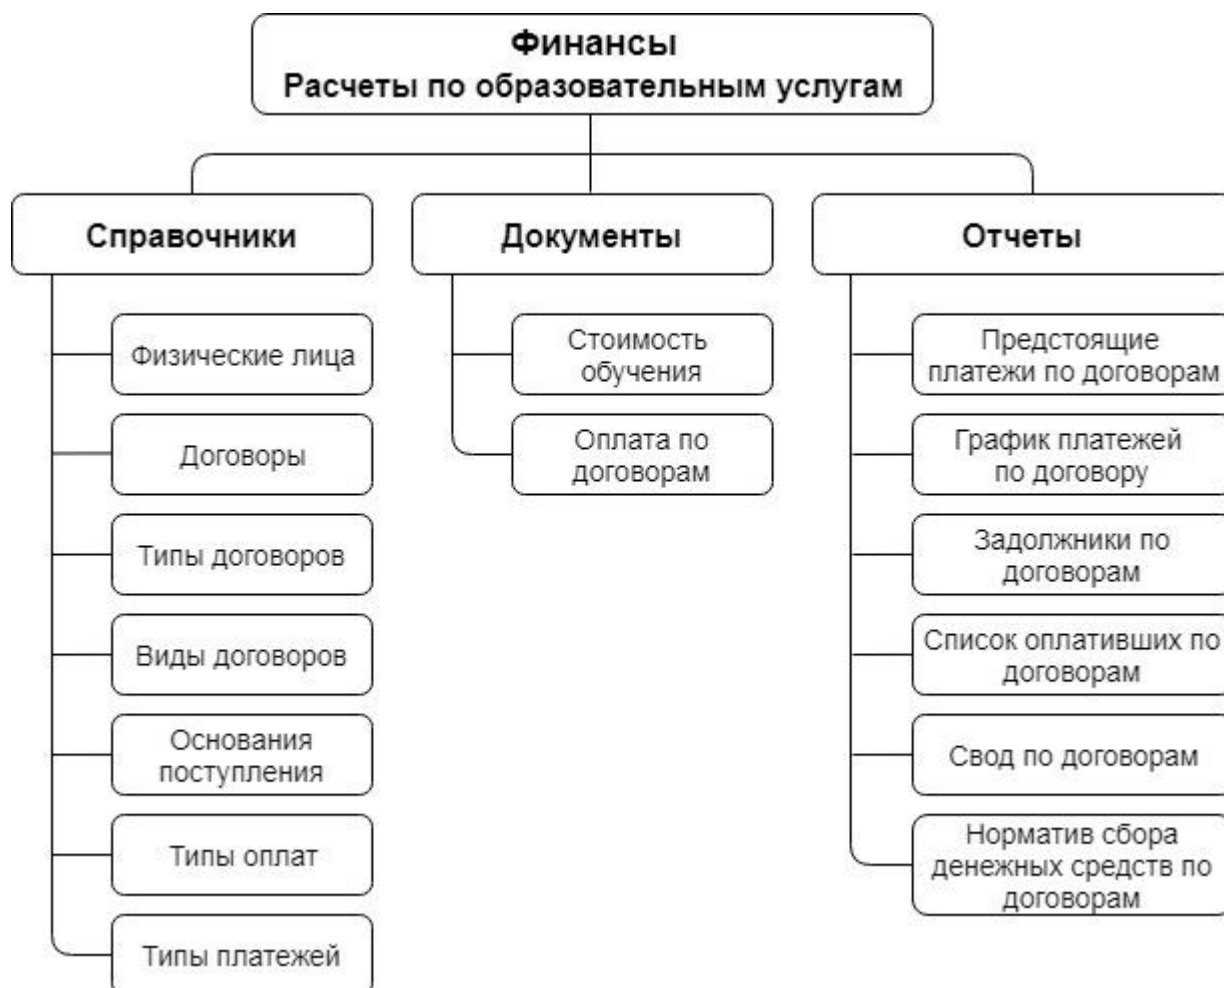 Финансы
Расчеты по образовательным услугам
Справочники
Физические лица
Договоры
Типы договоров
Виды договоров
Основания
поступления
Типы оплат
Типы платежей
Документы
Стоимость
обучения
Оплата по
договорам
Отчеты
Предстоящие
платежи по договорам
График платежей
по договору
Задолжники по
договорам
Список оплативших по
договорам
Свод по договорам
Норматив сбора
денежных средств по
договорам